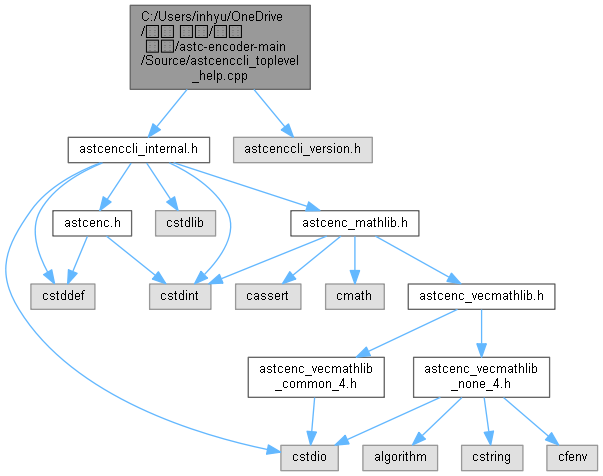 C:/Users/inhyu/OneDrive
/□□ □□/□□
□□/astc-encoder-main
/Source/astcenccli_toplevel
_help.cpp
astcenccli_internal.h
astcenccli_version.h
astcenc.h
cstdlib
astcenc_mathlib.h
cstddef
cstdint
cassert
cmath
astcenc_vecmathlib.h
astcenc_vecmathlib
_common_4.h
astcenc_vecmathlib
_none_4.h
cstdio
algorithm
cstring
cfenv